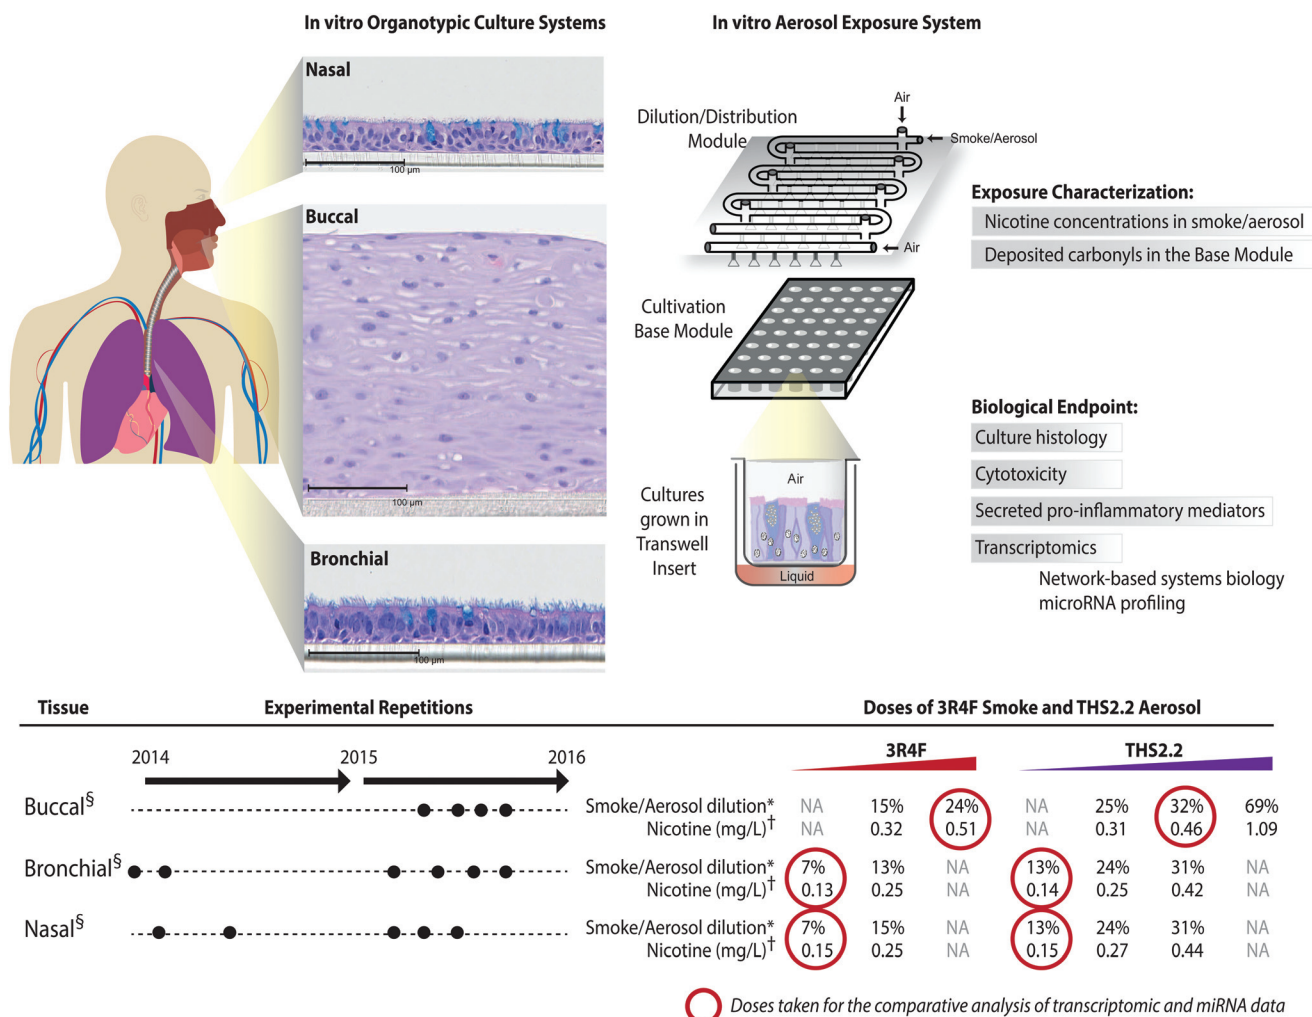 In vitro Organotypic Culture Systems
In vitro Aerosol Exposure System
Nasal
100 µm
Buccal
100 µm
Bronchial
100 µm
Dilution/Distribution
Module
Air
Smoke/Aerosol
Air
Cultivation
Base Module
Cultures
grown in
Transwell
Insert
Air
Liquid
Exposure Characterization:
Nicotine concentrations in smoke/aerosol
Deposited carbonyls in the Base Module
Biological Endpoint:
Culture histology
Cytotoxicity
Secreted pro-inflammatory mediators
Transcriptomics
Network-based systems biology
microRNA profiling
Tissue Experimental Repetitions Doses of 3R4F Smoke and THS2.2 Aerosol
2014 2015 2016 3R4F THS2.2
Buccal§
Smoke/Aerosol dilution* NA 15% 24% NA 25% 32% 69%
Nicotine (mg/L)† NA 0.32 0.51 NA 0.31 0.46 1.09
Bronchial§
Smoke/Aerosol dilution* 7% 13% NA 13% 24% 31% NA
Nicotine (mg/L)† 0.13 0.25 NA 0.14 0.25 0.42 NA
Nasal§
Smoke/Aerosol dilution* 7% 15% NA 13% 24% 31% NA
Nicotine (mg/L)† 0.15 0.25 NA 0.15 0.27 0.44 NA
Doses taken for the comparative analysis of transcriptomic and miRNA data